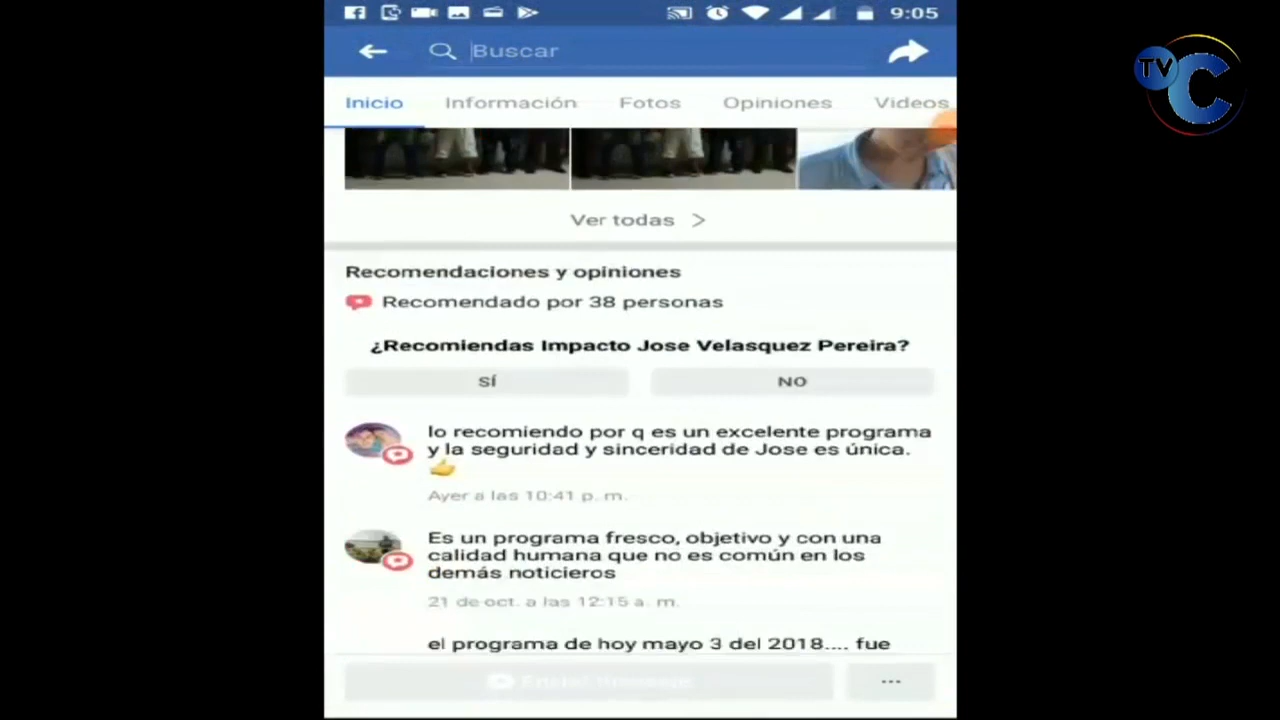 9:05
Buscar
Inicio Información Fotos Opiniones Videos
Ver todas
Recomendaciones y opiniones
Recomendado por 38 personas
¿Recomiendas Impacto Jose Velasquez Pereira?
SÍ NO
lo recomiendo por q es un excelente programa
y la seguridad y sinceridad de Jose es única.
👍
Ayer a las 10:41 p. m.
Es un programa fresco, objetivo y con una
calidad humana que no es común en los
demás noticieros
21 de oct. a las 12:15 a. m.
el programa de hoy mayo 3 del 2018.... fue
...
TV C